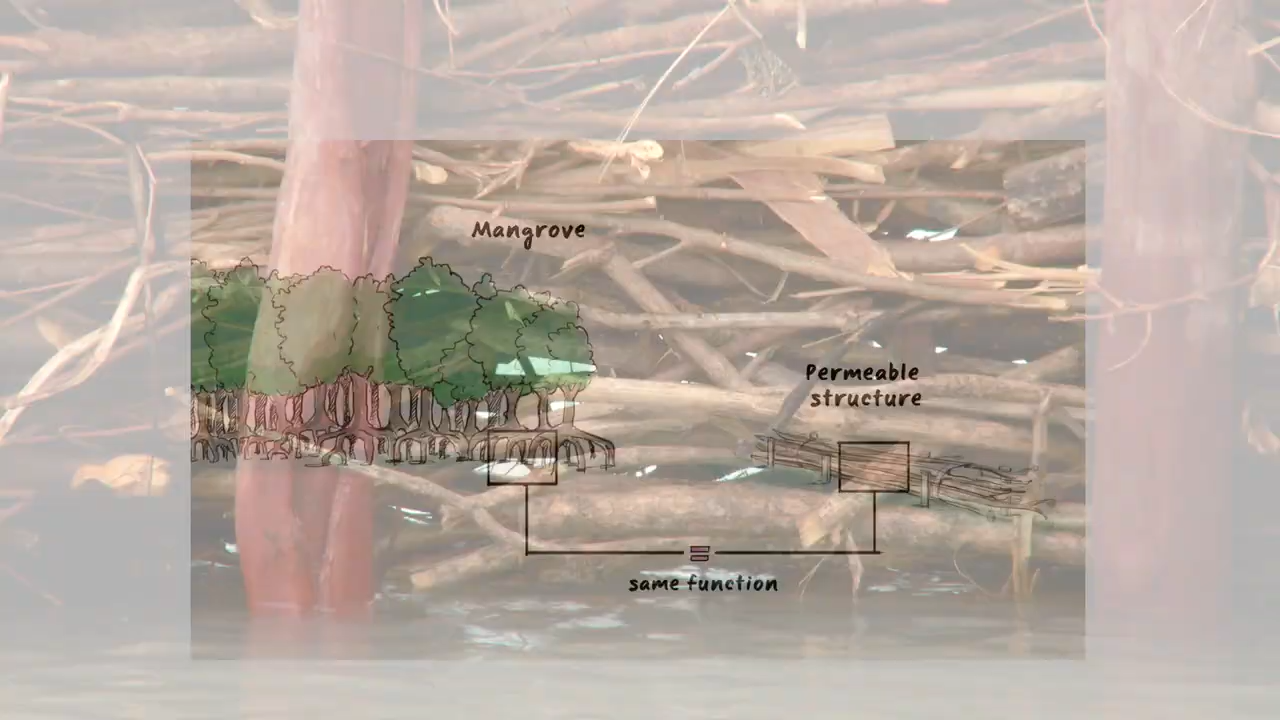 Mangrove
Permeable
structure
=
same function